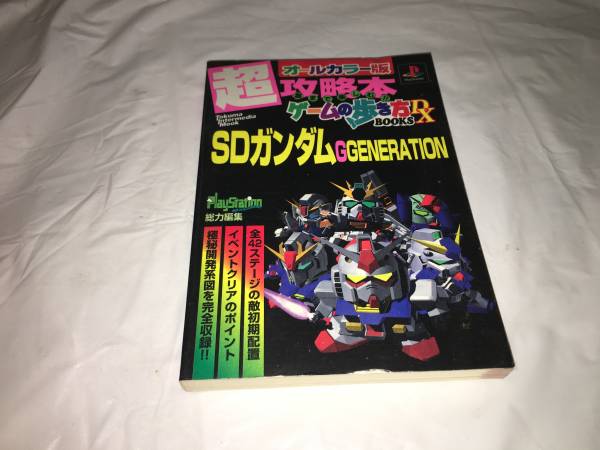 オールカラー版
超攻略本
ゲームの歩き方DX
BOOKS
Tokuma
Intermedia
Mook
SDガンダムGGENERATION
PlayStation
総力編集
全42ステージの敵初期配置
イベントクリアのポイント
極秘開発系図を完全収録!!